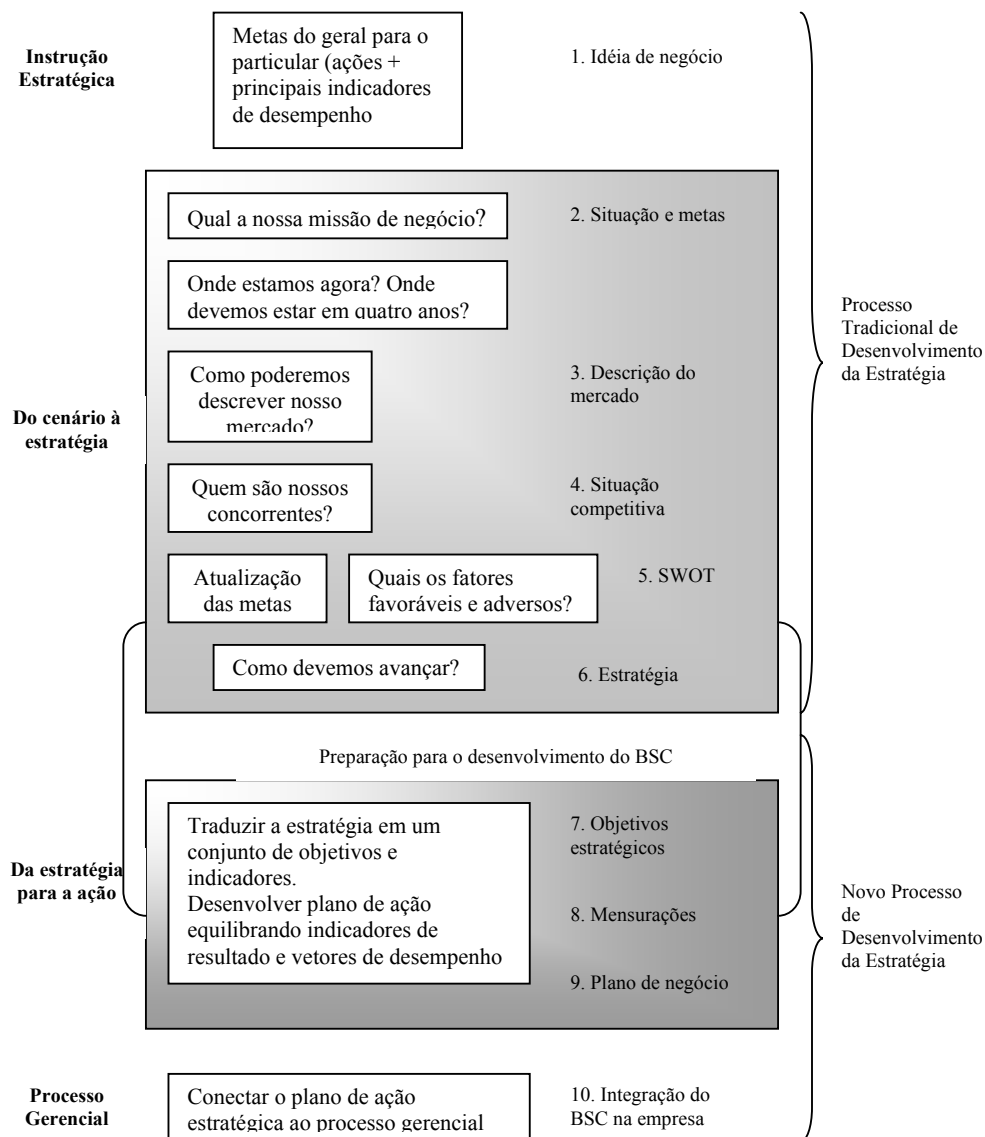 Instrução
Estratégica
Metas do geral para o
particular (ações +
principais indicadores
de desempenho
1. Idéia de negócio
Qual a nossa missão de negócio?
2. Situação e metas
Onde estamos agora? Onde
devemos estar em quatro anos?
Processo
Tradicional de
Desenvolvimento
da Estratégia
Do cenário à
estratégia
Como poderemos
descrever nosso
mercado?
3. Descrição do
mercado
Quem são nossos
concorrentes?
4. Situação
competitiva
Atualização
das metas
Quais os fatores
favoráveis e adversos?
5. SWOT
Como devemos avançar?
6. Estratégia
Preparação para o desenvolvimento do BSC
Da estratégia
para a ação
Traduzir a estratégia em um
conjunto de objetivos e
indicadores.
Desenvolver plano de ação
equilibrando indicadores de
resultado e vetores de desempenho
7. Objetivos
estratégicos
8. Mensurações
9. Plano de negócio
Novo Processo
de
Desenvolvimento
da Estratégia
Processo
Gerencial
Conectar o plano de ação
estratégica ao processo gerencial
10. Integração do
BSC na empresa